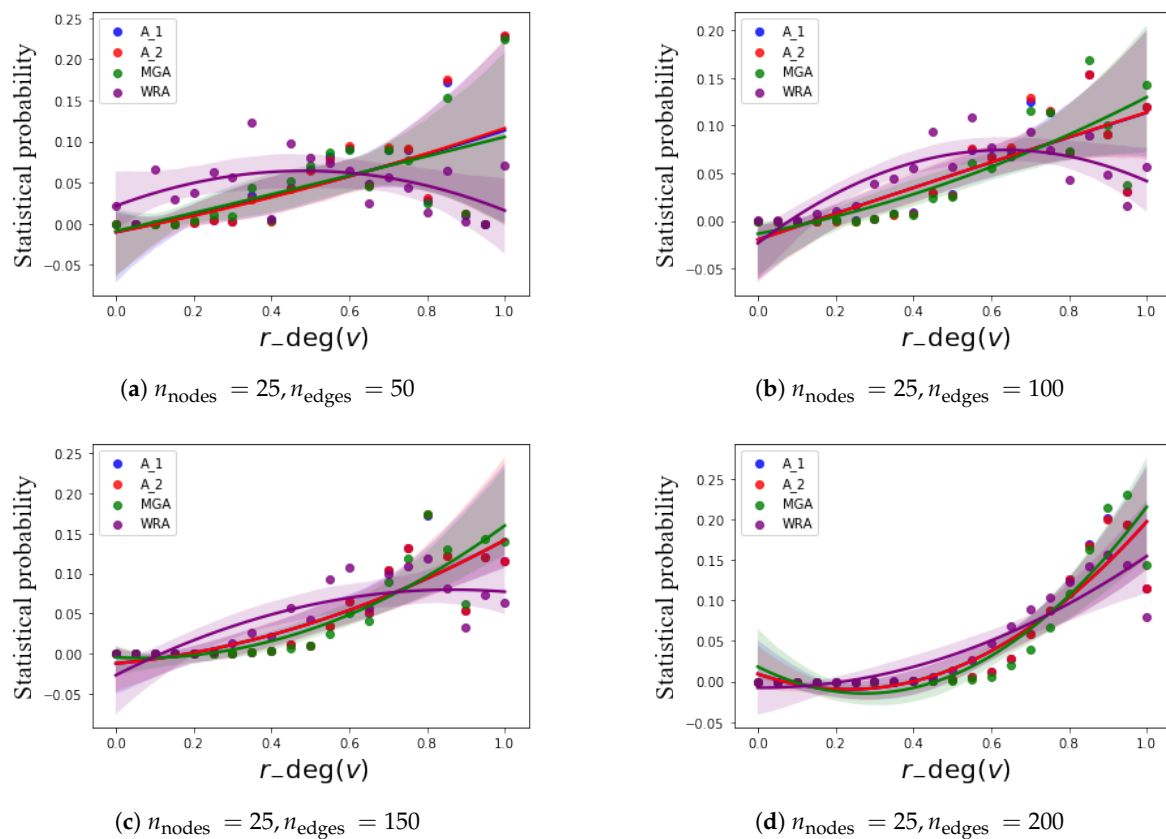 0.25
0.20
0.15
0.10
0.05
0.00
−0.05
Statistical probability
A_1
A_2
MGA
WRA
0.0 0.2 0.4 0.6 0.8 1.0
r_deg(v)
(a) n_nodes = 25, n_edges = 50
0.20
0.15
0.10
0.05
0.00
−0.05
Statistical probability
A_1
A_2
MGA
WRA
0.0 0.2 0.4 0.6 0.8 1.0
r_deg(v)
(b) n_nodes = 25, n_edges = 100
0.25
0.20
0.15
0.10
0.05
0.00
−0.05
Statistical probability
A_1
A_2
MGA
WRA
0.0 0.2 0.4 0.6 0.8 1.0
r_deg(v)
(c) n_nodes = 25, n_edges = 150
0.25
0.20
0.15
0.10
0.05
0.00
−0.05
Statistical probability
A_1
A_2
MGA
WRA
0.0 0.2 0.4 0.6 0.8 1.0
r_deg(v)
(d) n_nodes = 25, n_edges = 200